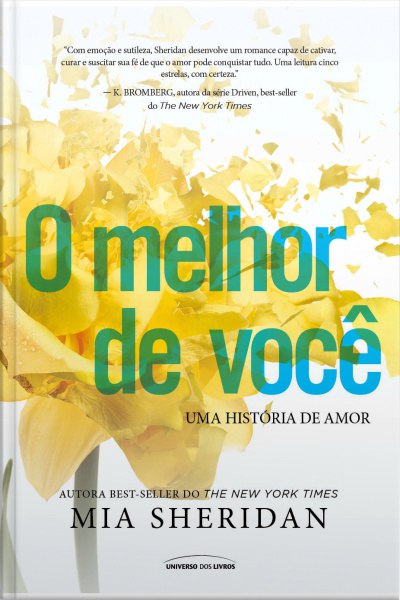 “Com emoção e sutileza, Sheridan desenvolve um romance capaz de cativar,
curar e suscitar sua fé de que o amor pode conquistar tudo. Uma leitura cinco
estrelas, com certeza.”
— K. BROMBERG, autora da série Driven, best-seller
do The New York Times
O melhor
de você
UMA HISTÓRIA DE AMOR
AUTORA BEST-SELLER DO THE NEW YORK TIMES
MIA SHERIDAN
UNIVERSO DOS LIVROS